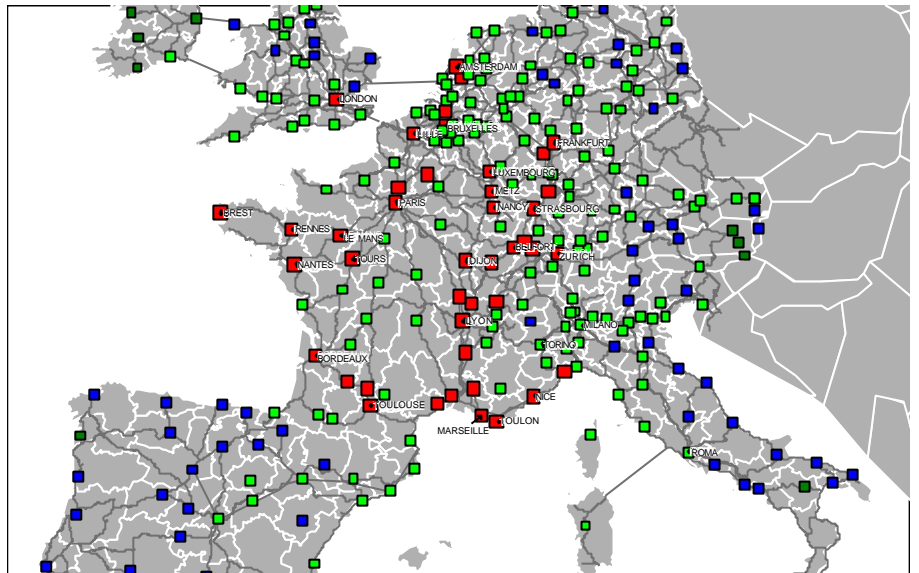 AMSTERDAM
LONDON
BRUXELLES
LILLE
FRANKFURT
LUXEMBOURG
METZ
PARIS
NANCY
STRASBOURG
BREST
RENNES
LE MANS
BELFORT
ZURICH
TOURS
DIJON
NANTES
LYON
MILANO
TORINO
BORDEAUX
NICE
TOULOUSE
TOULON
MARSEILLE
ROMA